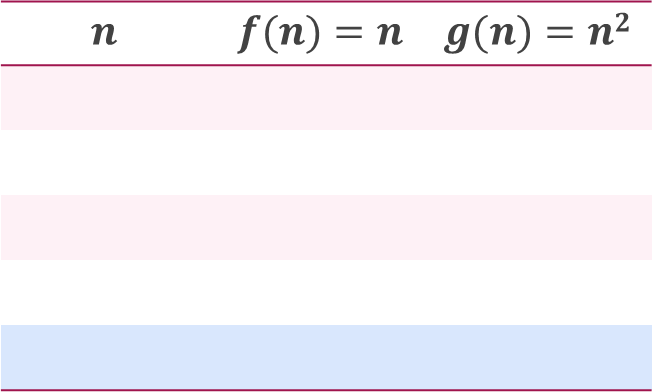 n f(n) = n g(n) = n²